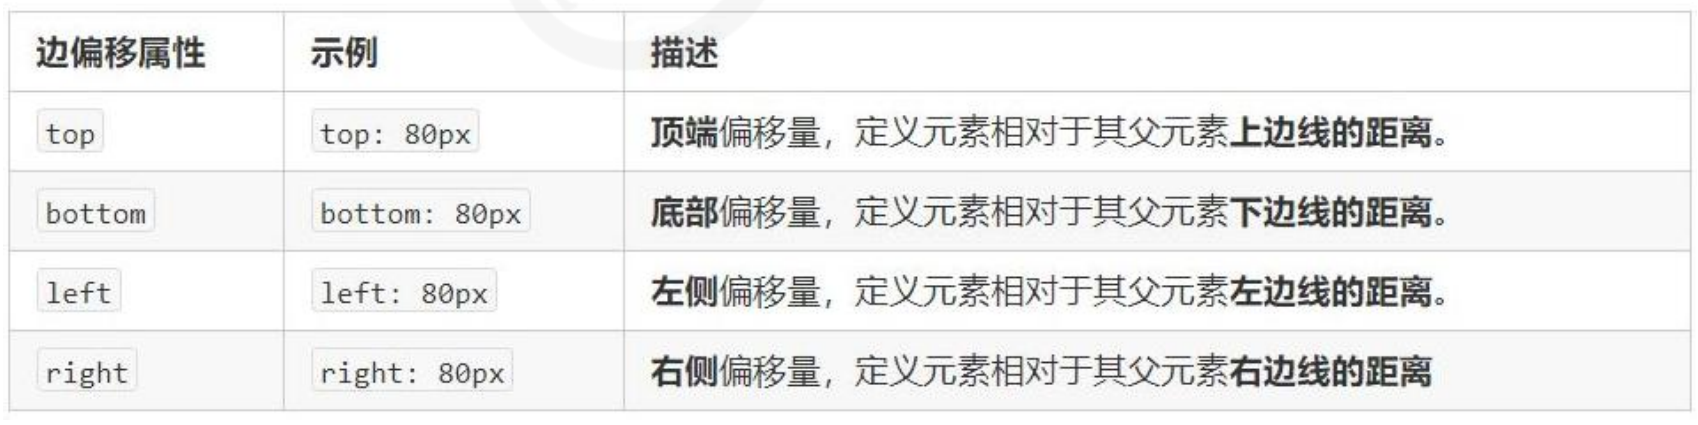 边偏移属性 示例 描述
top top: 80px 顶端偏移量，定义元素相对于其父元素上边线的距离。
bottom bottom: 80px 底部偏移量，定义元素相对于其父元素下边线的距离。
left left: 80px 左侧偏移量，定义元素相对于其父元素左边线的距离。
right right: 80px 右侧偏移量，定义元素相对于其父元素右边线的距离